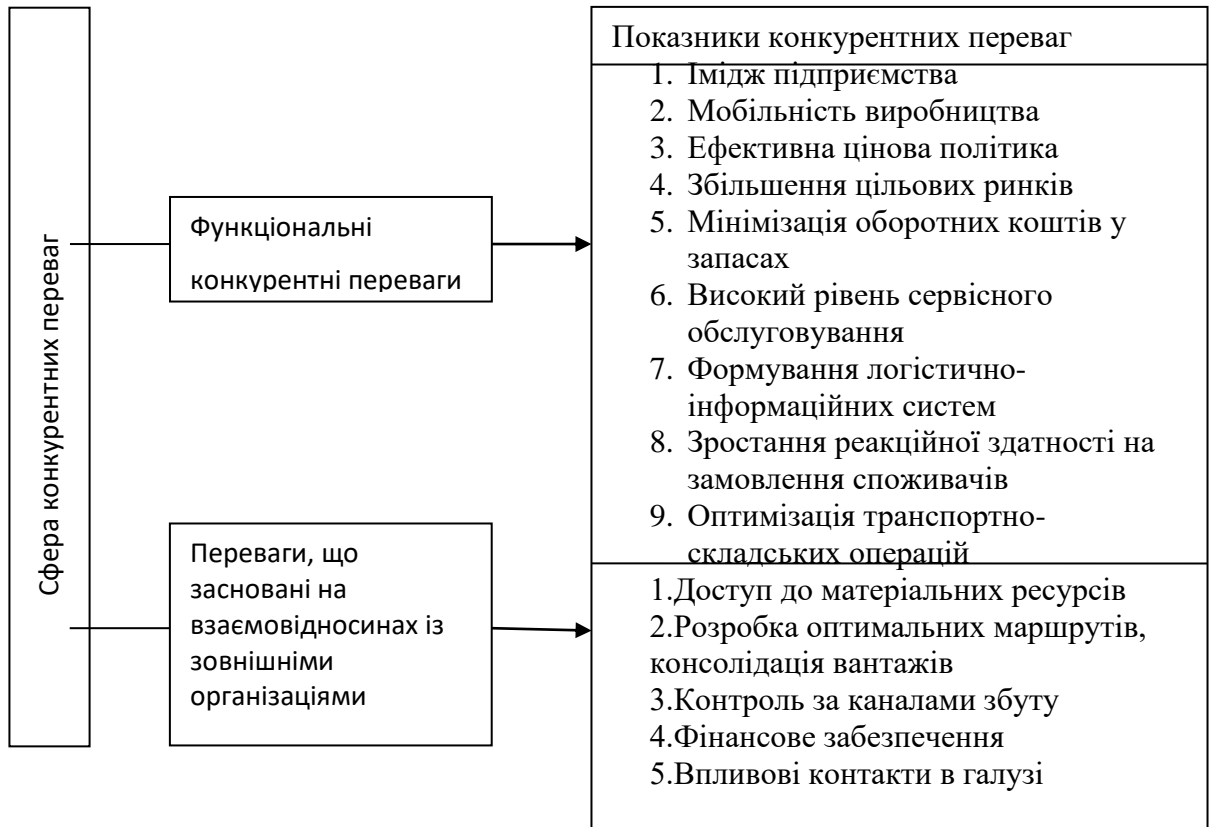 Сфера конкурентних переваг
Функціональні
конкурентні переваги
Переваги, що
засновані на
взаємовідносинах із
зовнішніми
організаціями
Показники конкурентних переваг
1. Імідж підприємства
2. Мобільність виробництва
3. Ефективна цінова політика
4. Збільшення цільових ринків
5. Мінімізація оборотних коштів у
запасах
6. Високий рівень сервісного
обслуговування
7. Формування логістично-
інформаційних систем
8. Зростання реакційної здатності на
замовлення споживачів
9. Оптимізація транспортно-
складських операцій
1.Доступ до матеріальних ресурсів
2.Розробка оптимальних маршрутів,
консолідація вантажів
3.Контроль за каналами збуту
4.Фінансове забезпечення
5.Впливові контакти в галузі